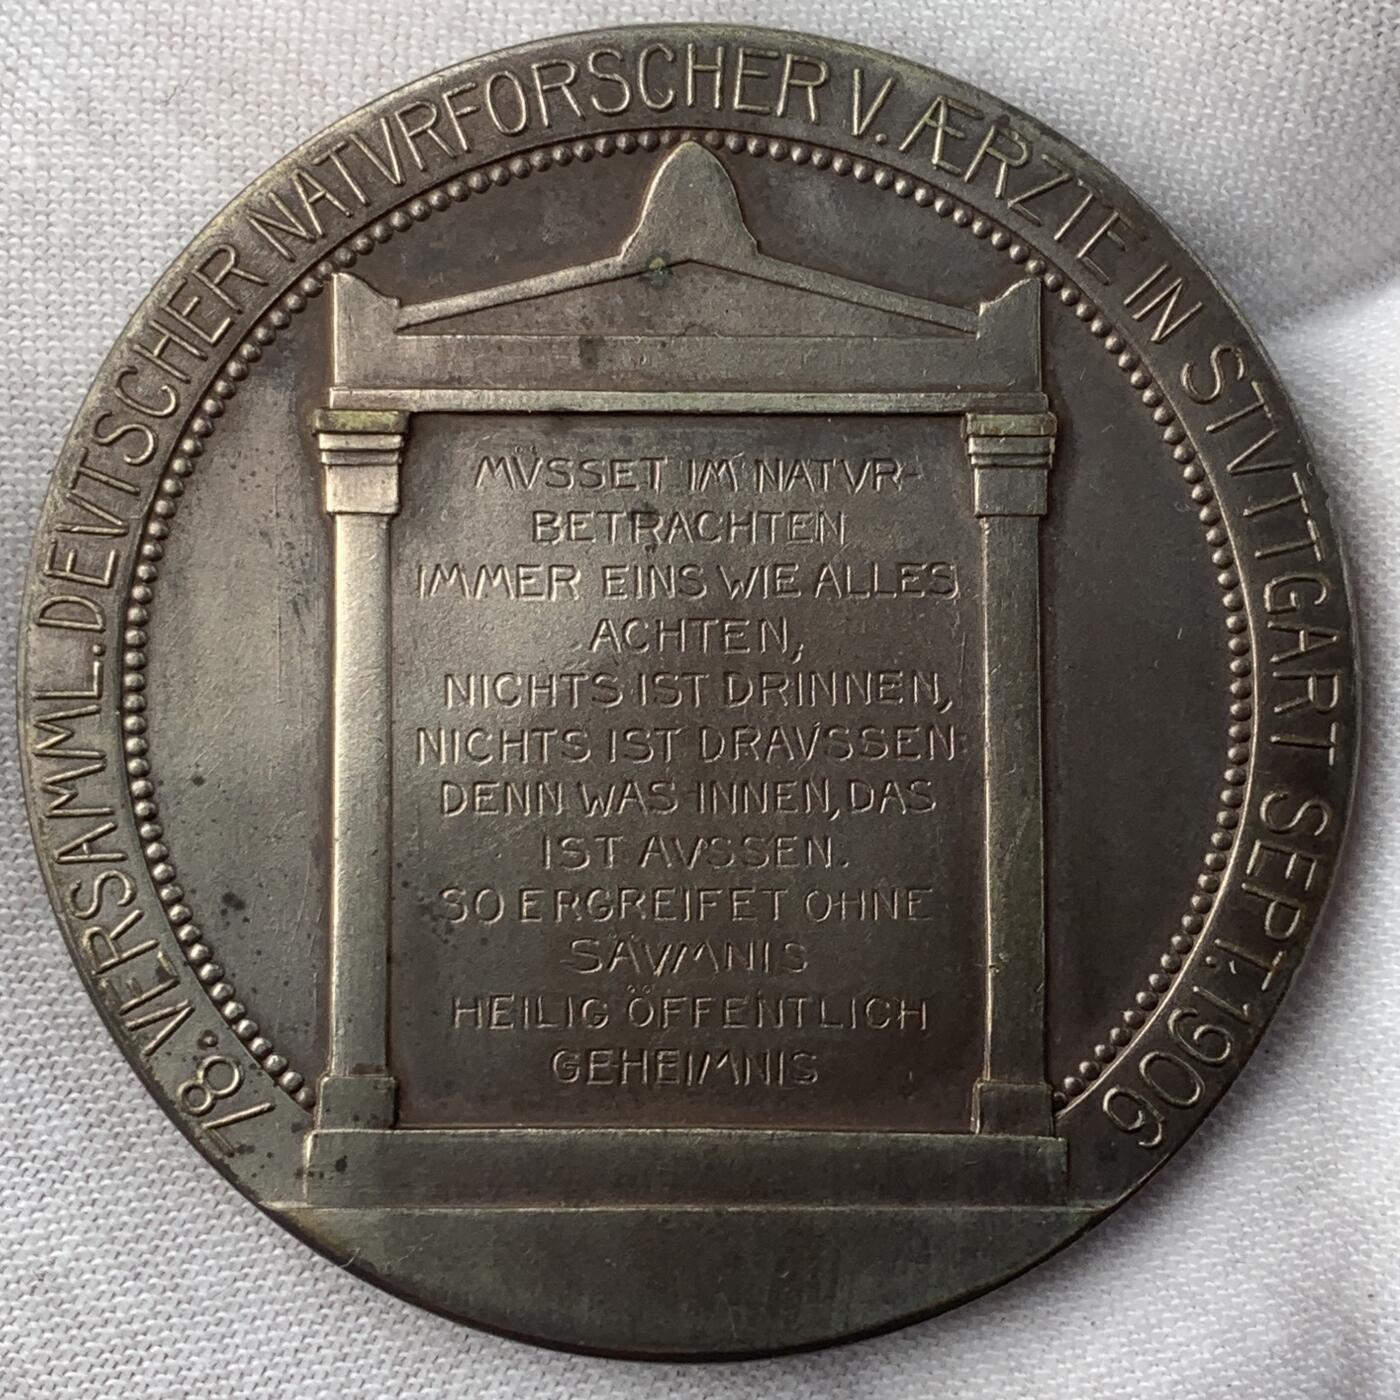 78. VERSAMML. DEVTSCHER NATVRFORSCHER V. ÆRZTE IN STVTTGART SEPT. 1906
MÜSSET IM NATVR-
BETRACHTEN
IMMER EINS WIE ALLES
ACHTEN,
NICHTS IST DRINNEN,
NICHTS IST DRAVSSEN:
DENN WAS INNEN, DAS
IST AVSSEN.
SO ERGREIFET OHNE
SÄVMNIS
HEILIG ÖFFENTLICH
GEHEIMNIS